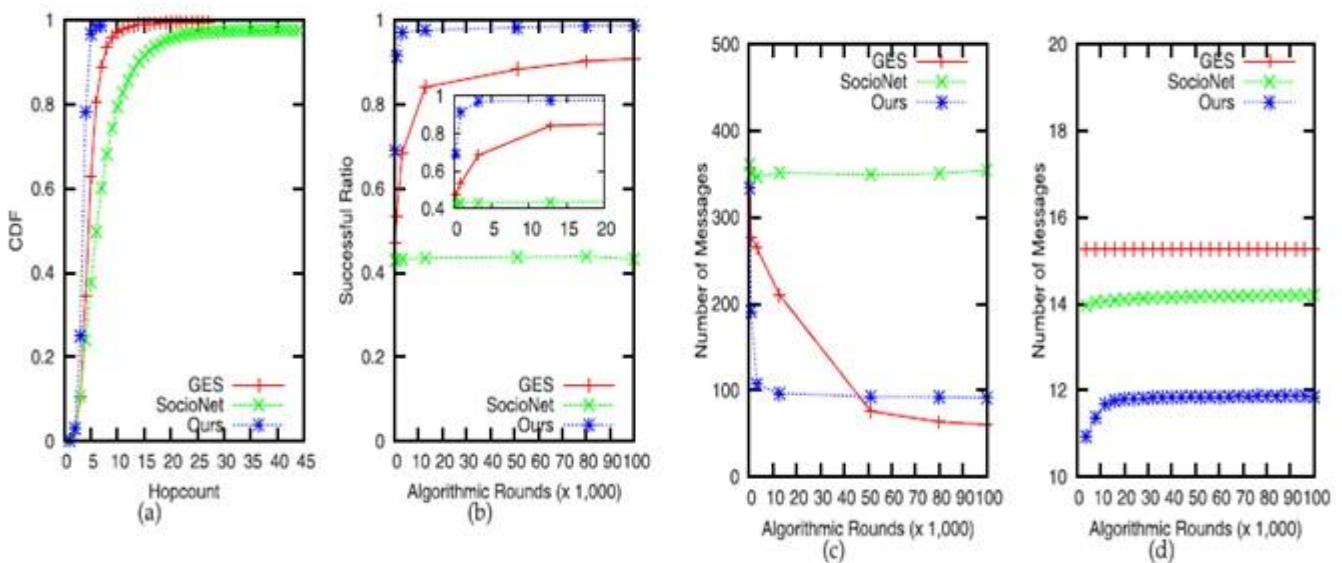 1
0.8
0.6
0.4
0.2
0
CDF
GES
SocioNet
Ours
0 5 10 15 20 25 30 35 40 45
Hopcount
(a)
1
0.8
0.6
0.4
0.2
0
Successful Ratio
1
0.8
0.6
0.4
0 5 10 15 20
GES
SocioNet
Ours
0 10 20 30 40 50 60 70 80 90 100
Algorithmic Rounds (x 1,000)
(b)
500
400
350
300
200
100
0
Number of Messages
GES
SocioNet
Ours
0 10 20 30 40 50 60 70 80 90 100
Algorithmic Rounds (x 1,000)
(c)
20
18
16
14
12
10
Number of Messages
GES
SocioNet
Ours
0 10 20 30 40 50 60 70 80 90 100
Algorithmic Rounds (x 1,000)
(d)